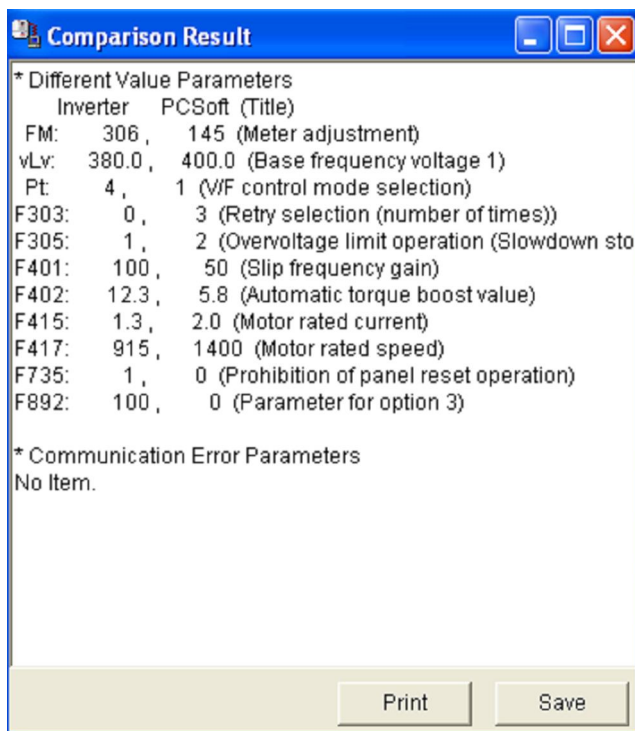 Comparison Result
* Different Value Parameters
Inverter PCSoft (Title)
FM: 306 , 145 (Meter adjustment)
vLv: 380.0 , 400.0 (Base frequency voltage 1)
Pt: 4 , 1 (V/F control mode selection)
F303: 0 , 3 (Retry selection (number of times))
F305: 1 , 2 (Overvoltage limit operation (Slowdown sto
F401: 100 , 50 (Slip frequency gain)
F402: 12.3 , 5.8 (Automatic torque boost value)
F415: 1.3 , 2.0 (Motor rated current)
F417: 915 , 1400 (Motor rated speed)
F735: 1 , 0 (Prohibition of panel reset operation)
F892: 100 , 0 (Parameter for option 3)
* Communication Error Parameters
No Item.
Print Save